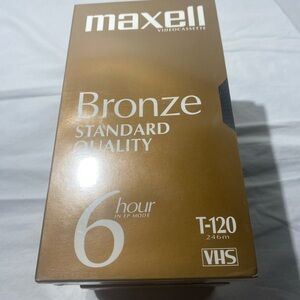 maxell
VIDEOCASSETTE
Bronze
STANDARD
QUALITY
6 hour
IN EP MODE
T-120
246m
VHS